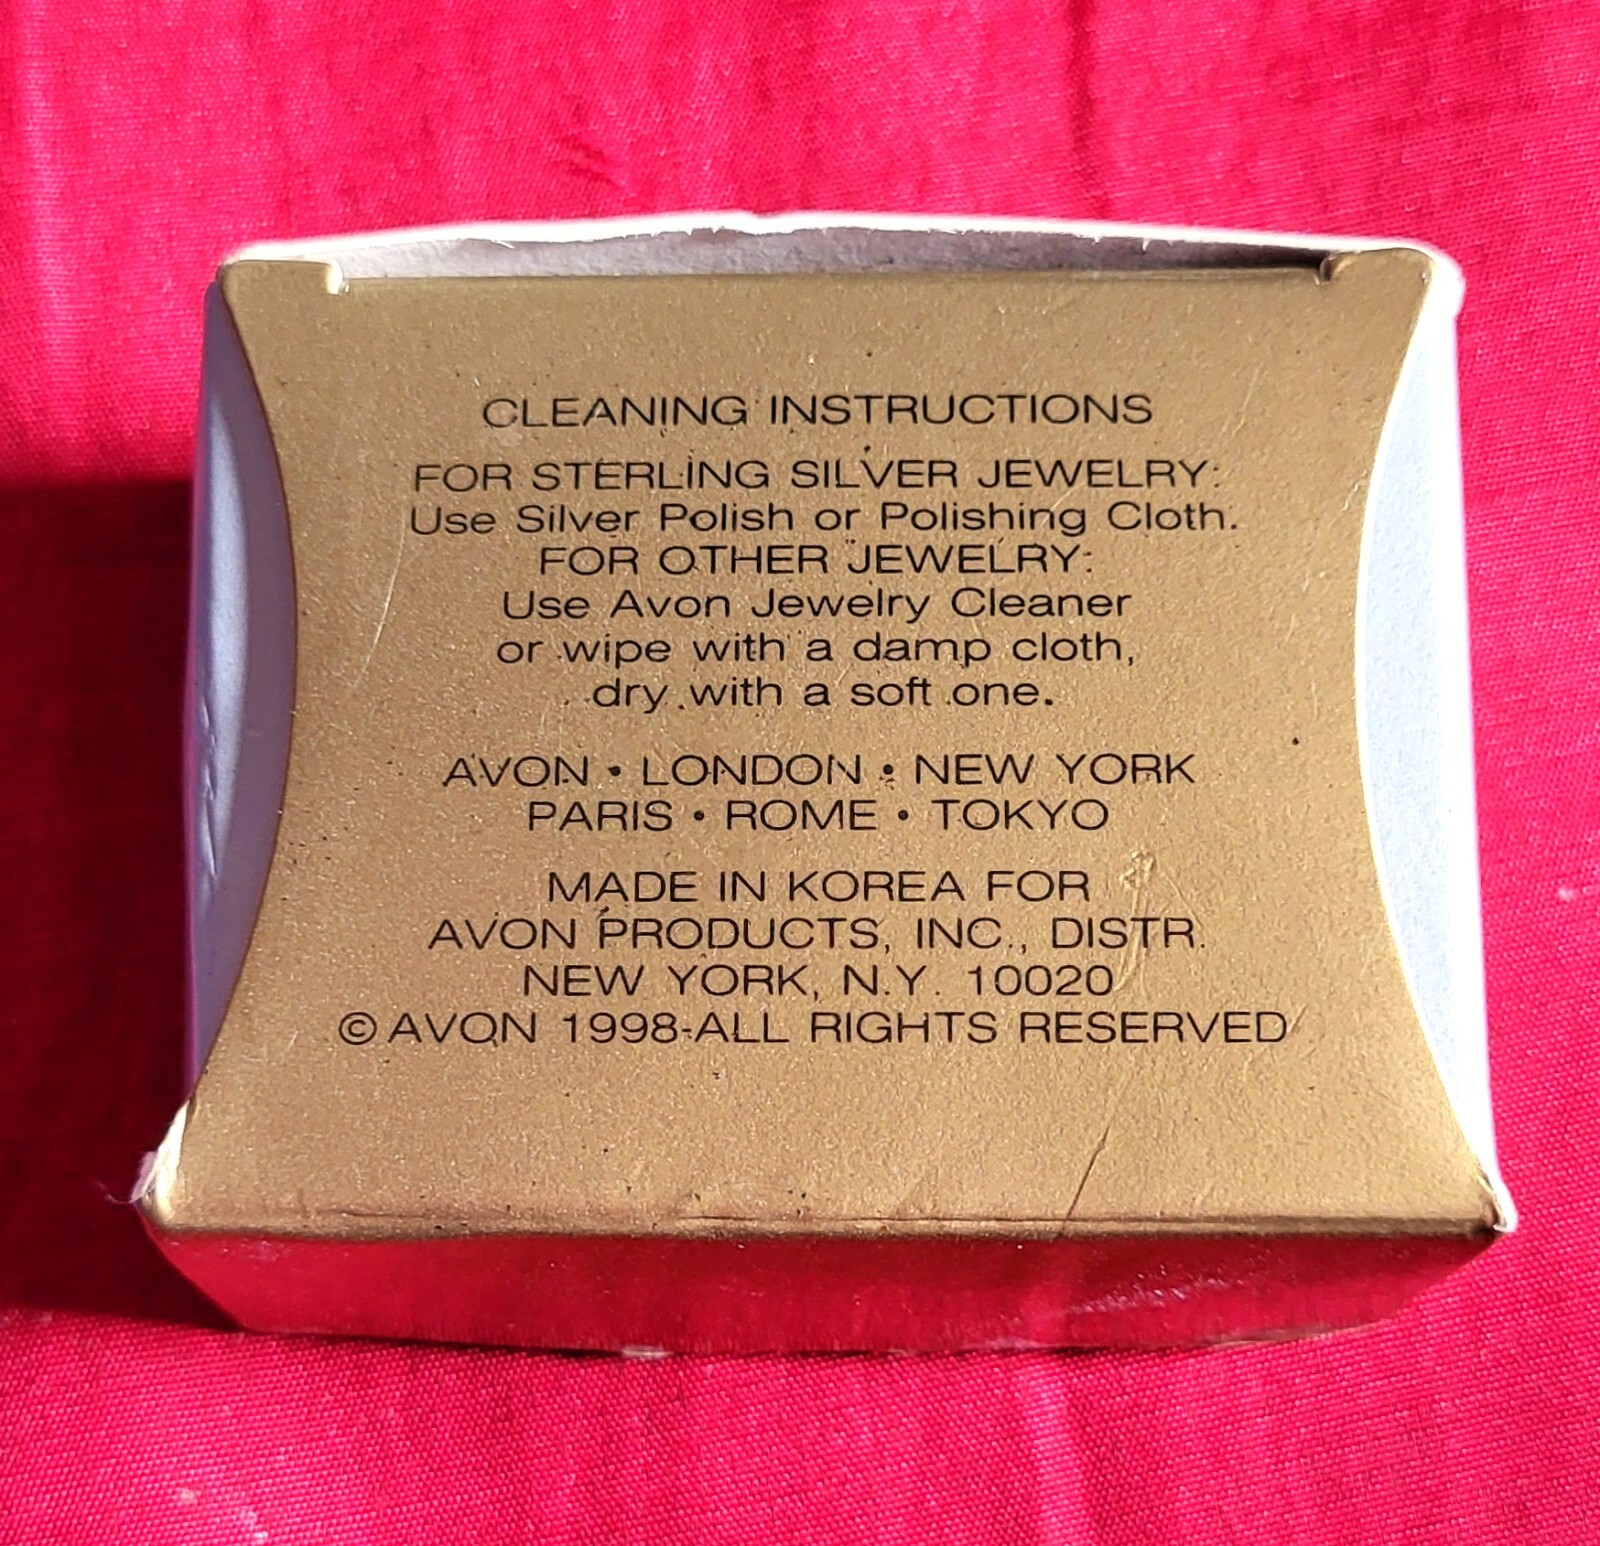 CLEANING INSTRUCTIONS
FOR STERLING SILVER JEWELRY:
Use Silver Polish or Polishing Cloth.
FOR OTHER JEWELRY:
Use Avon Jewelry Cleaner
or wipe with a damp cloth,
dry with a soft one.
AVON • LONDON • NEW YORK
PARIS • ROME • TOKYO
MADE IN KOREA FOR
AVON PRODUCTS, INC., DISTR.
NEW YORK, N.Y. 10020
© AVON 1998-ALL RIGHTS RESERVED